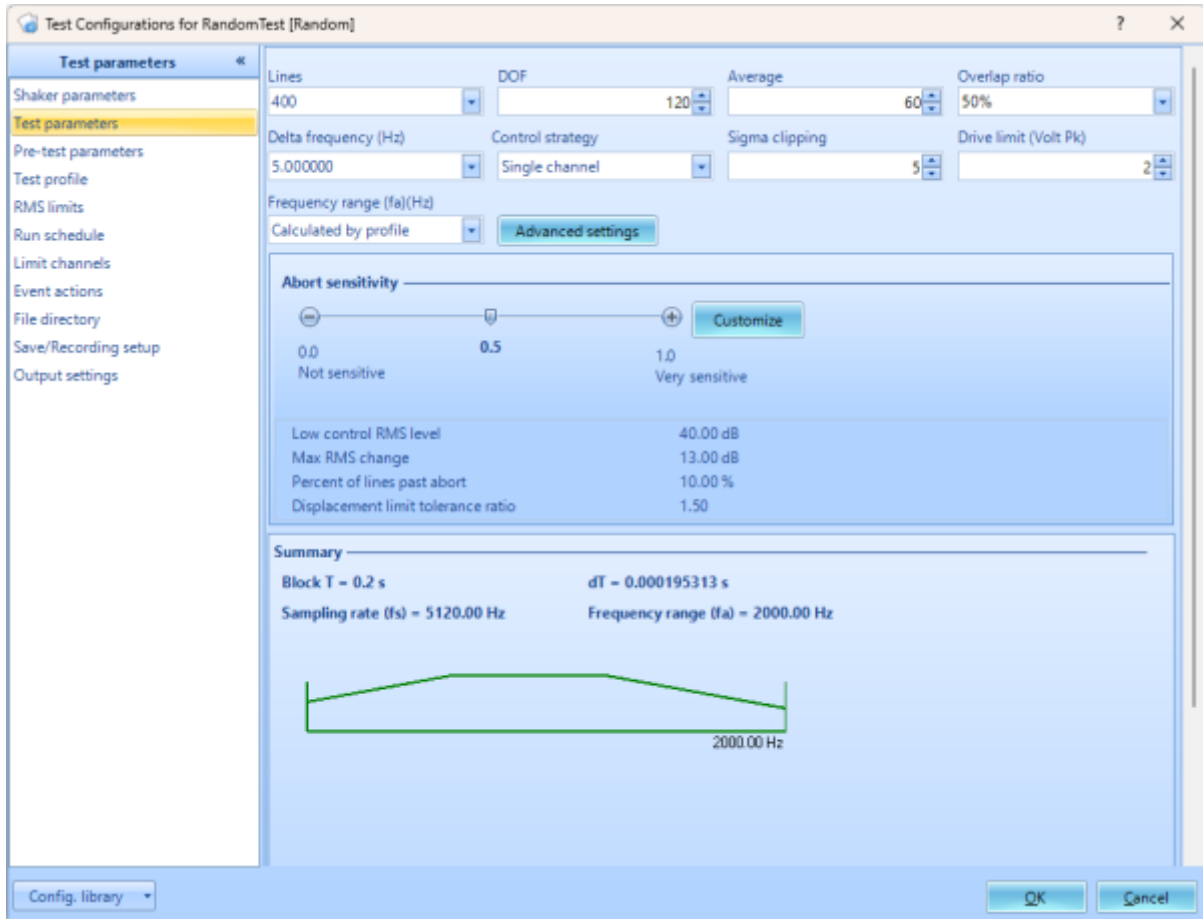 Test Configurations for RandomTest [Random]
? ×
Test parameters «
Shaker parameters
Test parameters
Pre-test parameters
Test profile
RMS limits
Run schedule
Limit channels
Event actions
File directory
Save/Recording setup
Output settings
Lines DOF Average Overlap ratio
400 120 60 50%
Delta frequency (Hz) Control strategy Sigma clipping Drive limit (Volt Pk)
5.000000 Single channel 5 2
Frequency range (fa)(Hz)
Calculated by profile Advanced settings
Abort sensitivity
Customize
0.0 0.5 1.0
Not sensitive Very sensitive
Low control RMS level 40.00 dB
Max RMS change 13.00 dB
Percent of lines past abort 10.00 %
Displacement limit tolerance ratio 1.50
Summary
Block T = 0.2 s dT = 0.000195313 s
Sampling rate (fs) = 5120.00 Hz Frequency range (fa) = 2000.00 Hz
2000.00 Hz
Config. library OK Cancel